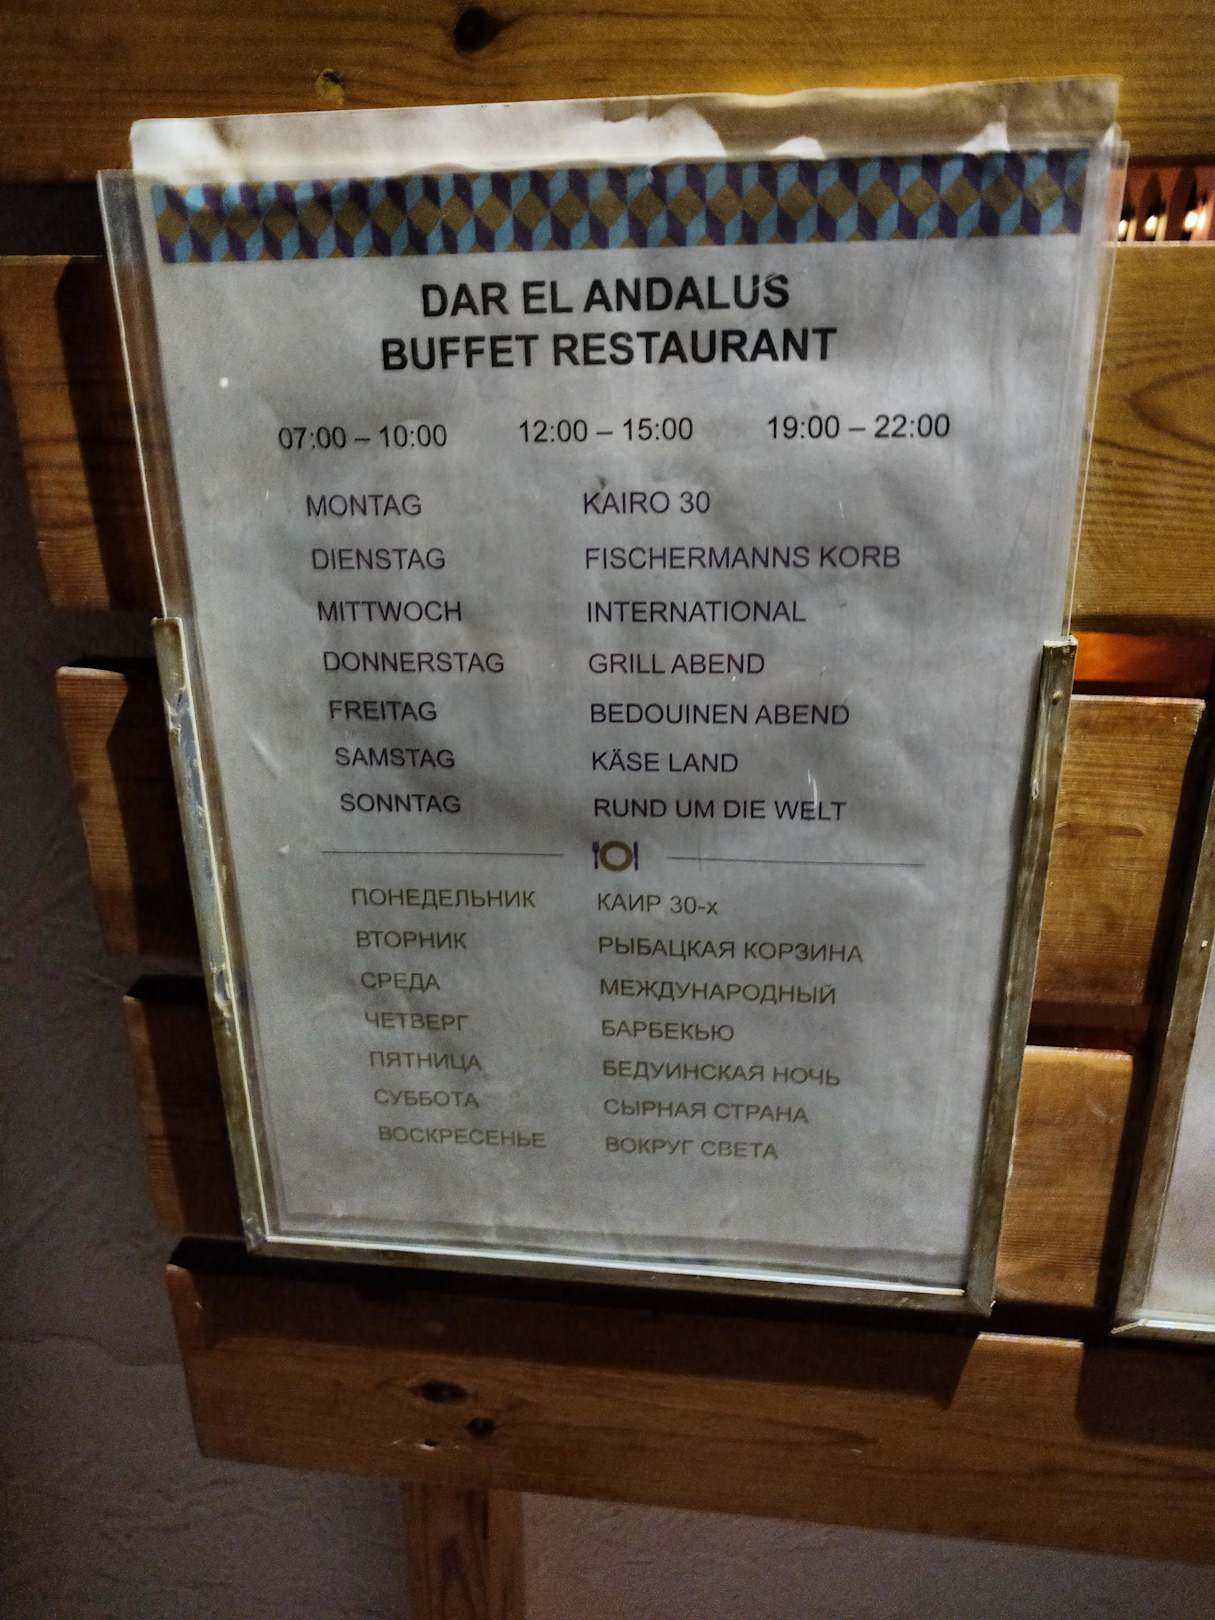 DAR EL ANDALUS
BUFFET RESTAURANT
07:00 – 10:00 12:00 – 15:00 19:00 – 22:00
MONTAG KAIRO 30
DIENSTAG FISCHERMANNS KORB
MITTWOCH INTERNATIONAL
DONNERSTAG GRILL ABEND
FREITAG BEDOUINEN ABEND
SAMSTAG KÄSE LAND
SONNTAG RUND UM DIE WELT
ПОНЕДЕЛЬНИК КАИР 30-х
ВТОРНИК РЫБАЦКАЯ КОРЗИНА
СРЕДА МЕЖДУНАРОДНЫЙ
ЧЕТВЕРГ БАРБЕКЬЮ
ПЯТНИЦА БЕДУИНСКАЯ НОЧЬ
СУББОТА СЫРНАЯ СТРАНА
ВОСКРЕСЕНЬЕ ВОКРУГ СВЕТА